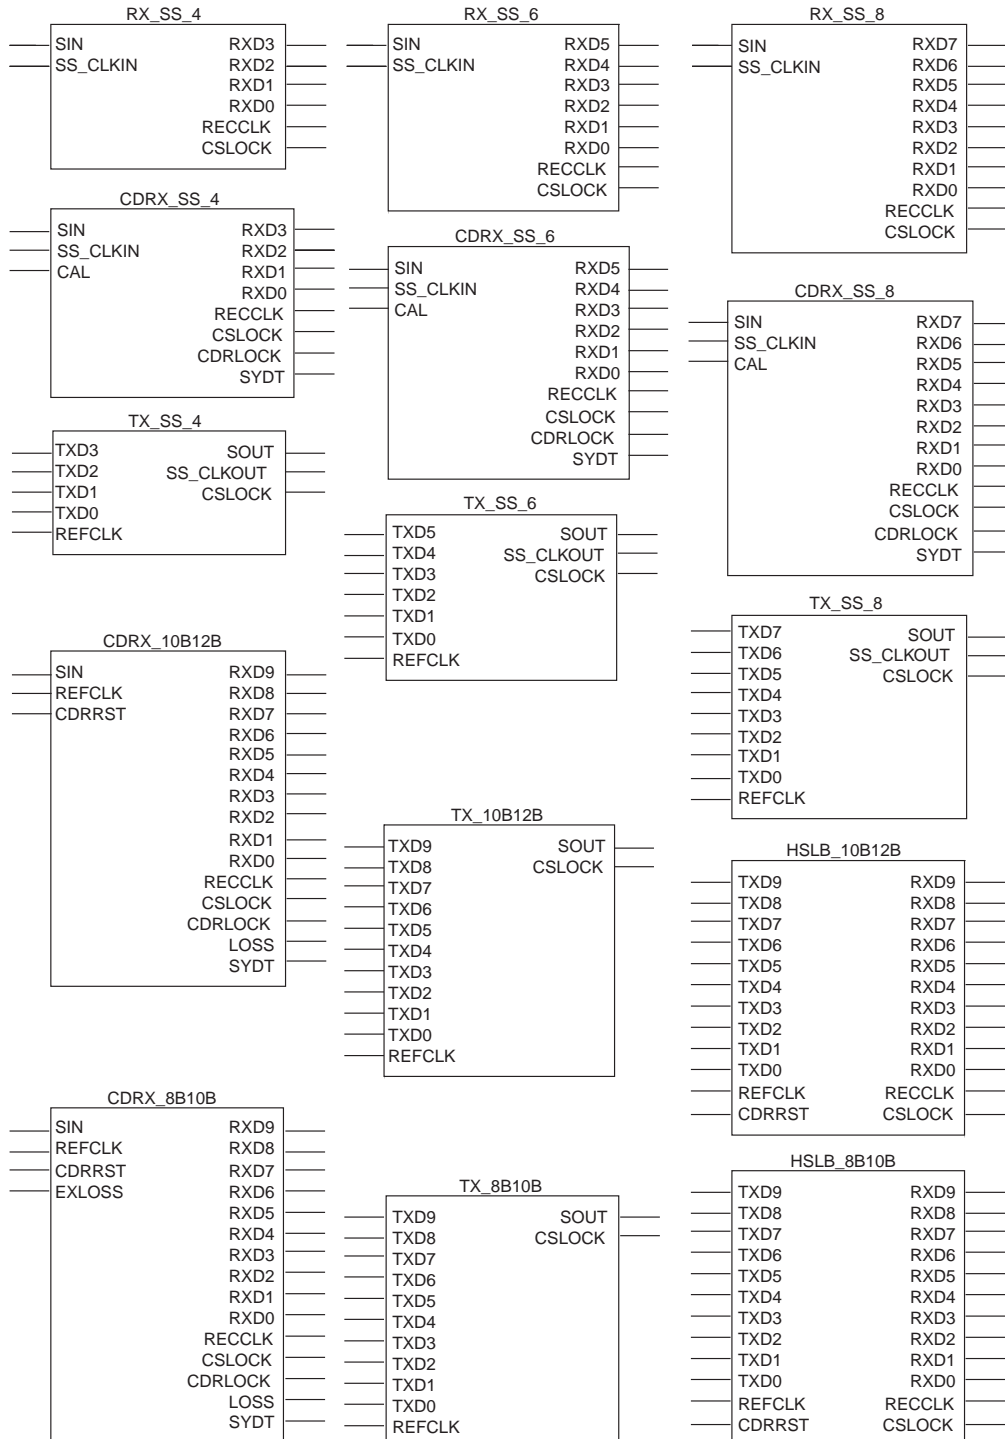 RX_SS_4
SIN
SS_CLKIN
RXD3
RXD2
RXD1
RXD0
RECCLK
CSLOCK
RX_SS_6
SIN
SS_CLKIN
RXD5
RXD4
RXD3
RXD2
RXD1
RXD0
RECCLK
CSLOCK
RX_SS_8
SIN
SS_CLKIN
RXD7
RXD6
RXD5
RXD4
RXD3
RXD2
RXD1
RXD0
RECCLK
CSLOCK
CDRX_SS_4
SIN
SS_CLKIN
CAL
RXD3
RXD2
RXD1
RXD0
RECCLK
CSLOCK
CDRLOCK
SYDT
CDRX_SS_6
SIN
SS_CLKIN
CAL
RXD5
RXD4
RXD3
RXD2
RXD1
RXD0
RECCLK
CSLOCK
CDRLOCK
SYDT
CDRX_SS_8
SIN
SS_CLKIN
CAL
RXD7
RXD6
RXD5
RXD4
RXD3
RXD2
RXD1
RXD0
RECCLK
CSLOCK
CDRLOCK
SYDT
TX_SS_4
TXD3
TXD2
TXD1
TXD0
REFCLK
SOUT
SS_CLKOUT
CSLOCK
TX_SS_6
TXD5
TXD4
TXD3
TXD2
TXD1
TXD0
REFCLK
SOUT
SS_CLKOUT
CSLOCK
TX_SS_8
TXD7
TXD6
TXD5
TXD4
TXD3
TXD2
TXD1
TXD0
REFCLK
SOUT
SS_CLKOUT
CSLOCK
CDRX_10B12B
SIN
REFCLK
CDRRST
RXD9
RXD8
RXD7
RXD6
RXD5
RXD4
RXD3
RXD2
RXD1
RXD0
RECCLK
CSLOCK
CDRLOCK
LOSS
SYDT
TX_10B12B
TXD9
TXD8
TXD7
TXD6
TXD5
TXD4
TXD3
TXD2
TXD1
TXD0
REFCLK
SOUT
CSLOCK
HSLB_10B12B
TXD9
TXD8
TXD7
TXD6
TXD5
TXD4
TXD3
TXD2
TXD1
TXD0
REFCLK
CDRRST
RXD9
RXD8
RXD7
RXD6
RXD5
RXD4
RXD3
RXD2
RXD1
RXD0
RECCLK
CSLOCK
CDRX_8B10B
SIN
REFCLK
CDRRST
EXLOSS
RXD9
RXD8
RXD7
RXD6
RXD5
RXD4
RXD3
RXD2
RXD1
RXD0
RECCLK
CSLOCK
CDRLOCK
LOSS
SYDT
TX_8B10B
TXD9
TXD8
TXD7
TXD6
TXD5
TXD4
TXD3
TXD2
TXD1
TXD0
REFCLK
SOUT
CSLOCK
HSLB_8B10B
TXD9
TXD8
TXD7
TXD6
TXD5
TXD4
TXD3
TXD2
TXD1
TXD0
REFCLK
CDRRST
RXD9
RXD8
RXD7
RXD6
RXD5
RXD4
RXD3
RXD2
RXD1
RXD0
RECCLK
CSLOCK